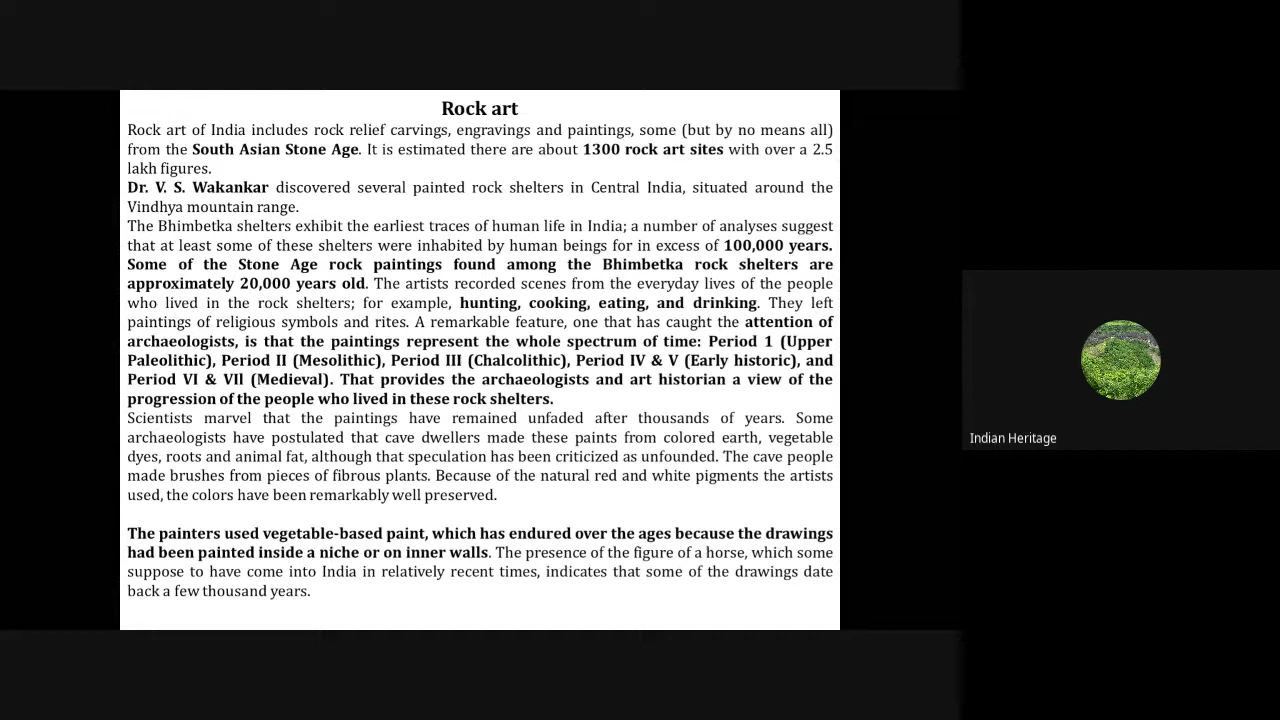 Rock art
Rock art of India includes rock relief carvings, engravings and paintings, some (but by no means all)
from the South Asian Stone Age. It is estimated there are about 1300 rock art sites with over a 2.5
lakh figures.
Dr. V. S. Wakankar discovered several painted rock shelters in Central India, situated around the
Vindhya mountain range.
The Bhimbetka shelters exhibit the earliest traces of human life in India; a number of analyses suggest
that at least some of these shelters were inhabited by human beings for in excess of 100,000 years.
Some of the Stone Age rock paintings found among the Bhimbetka rock shelters are
approximately 20,000 years old. The artists recorded scenes from the everyday lives of the people
who lived in the rock shelters; for example, hunting, cooking, eating, and drinking. They left
paintings of religious symbols and rites. A remarkable feature, one that has caught the attention of
archaeologists, is that the paintings represent the whole spectrum of time: Period 1 (Upper
Paleolithic), Period II (Mesolithic), Period III (Chalcolithic), Period IV & V (Early historic), and
Period VI & VII (Medieval). That provides the archaeologists and art historian a view of the
progression of the people who lived in these rock shelters.
Scientists marvel that the paintings have remained unfaded after thousands of years. Some
archaeologists have postulated that cave dwellers made these paints from colored earth, vegetable
dyes, roots and animal fat, although that speculation has been criticized as unfounded. The cave people
made brushes from pieces of fibrous plants. Because of the natural red and white pigments the artists
used, the colors have been remarkably well preserved.
The painters used vegetable-based paint, which has endured over the ages because the drawings
had been painted inside a niche or on inner walls. The presence of the figure of a horse, which some
suppose to have come into India in relatively recent times, indicates that some of the drawings date
back a few thousand years.
Indian Heritage